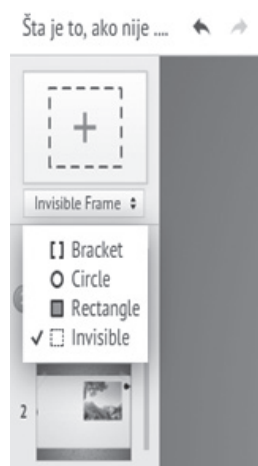 Šta je to, ako nije ....
Invisible Frame
Bracket
Circle
Rectangle
Invisible
2